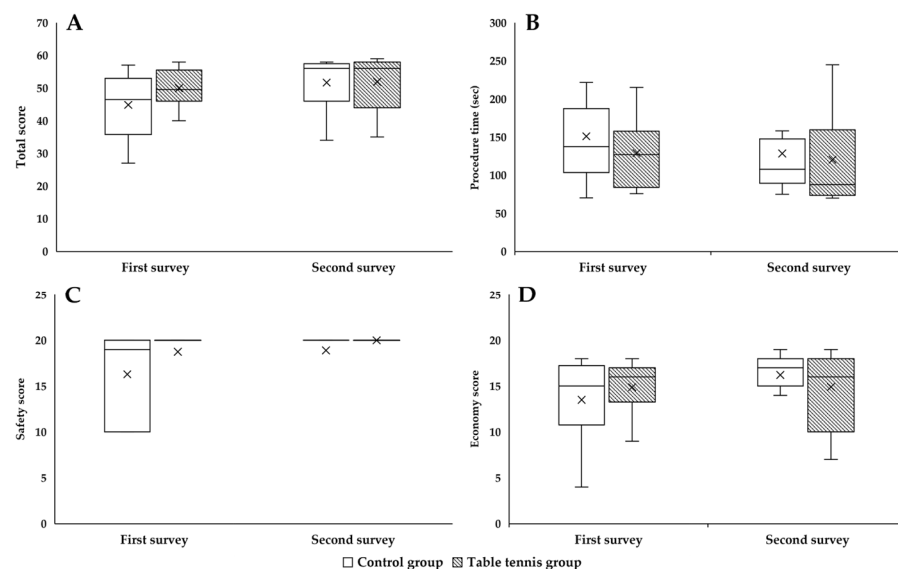 A
70
60
50
40
30
20
10
0
Total score
First survey
Second survey
B
300
250
200
150
100
50
0
Procedure time (sec)
First survey
Second survey
C
25
20
15
10
5
0
Safety score
First survey
Second survey
D
25
20
15
10
5
0
Economy score
First survey
Second survey
Control group
Table tennis group